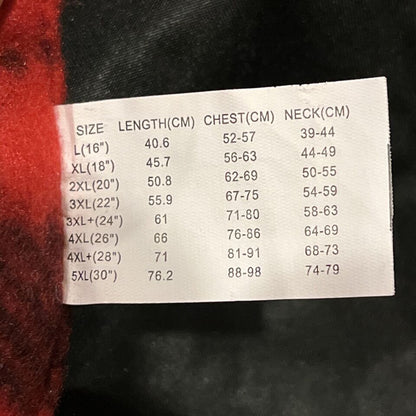 SIZE LENGTH(CM) CHEST(CM) NECK(CM)
L(16") 40.6 52-57 39-44
XL(18") 45.7 56-63 44-49
2XL(20") 50.8 62-69 50-55
3XL(22") 55.9 67-75 54-59
3XL+(24") 61 71-80 58-63
4XL(26") 66 76-86 64-69
4XL+(28") 71 81-91 68-73
5XL(30") 76.2 88-98 74-79